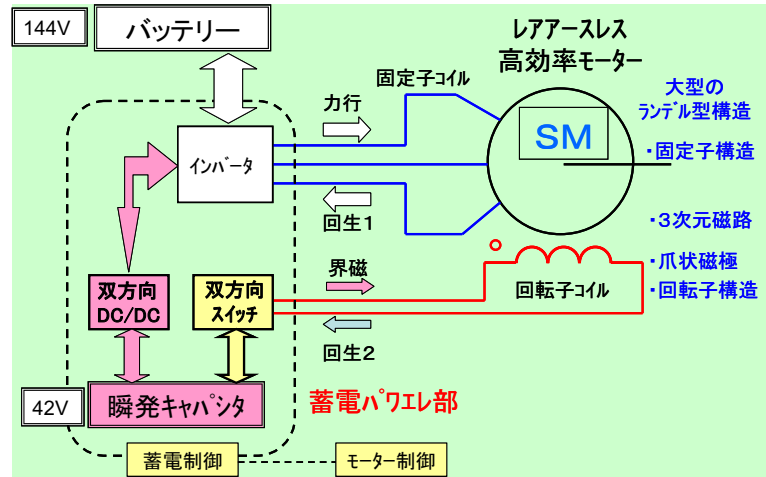 144V
バッテリー
レアアースレス
高効率モーター
固定子コイル
大型の
ランデル型構造
力行
SM
インバータ
・固定子構造
回生1
・3次元磁路
界磁
・爪状磁極
双方向
DC/DC
双方向
スイッチ
回転子コイル
・回転子構造
回生2
42V
瞬発キャパシタ
蓄電パワエレ部
蓄電制御
モーター制御